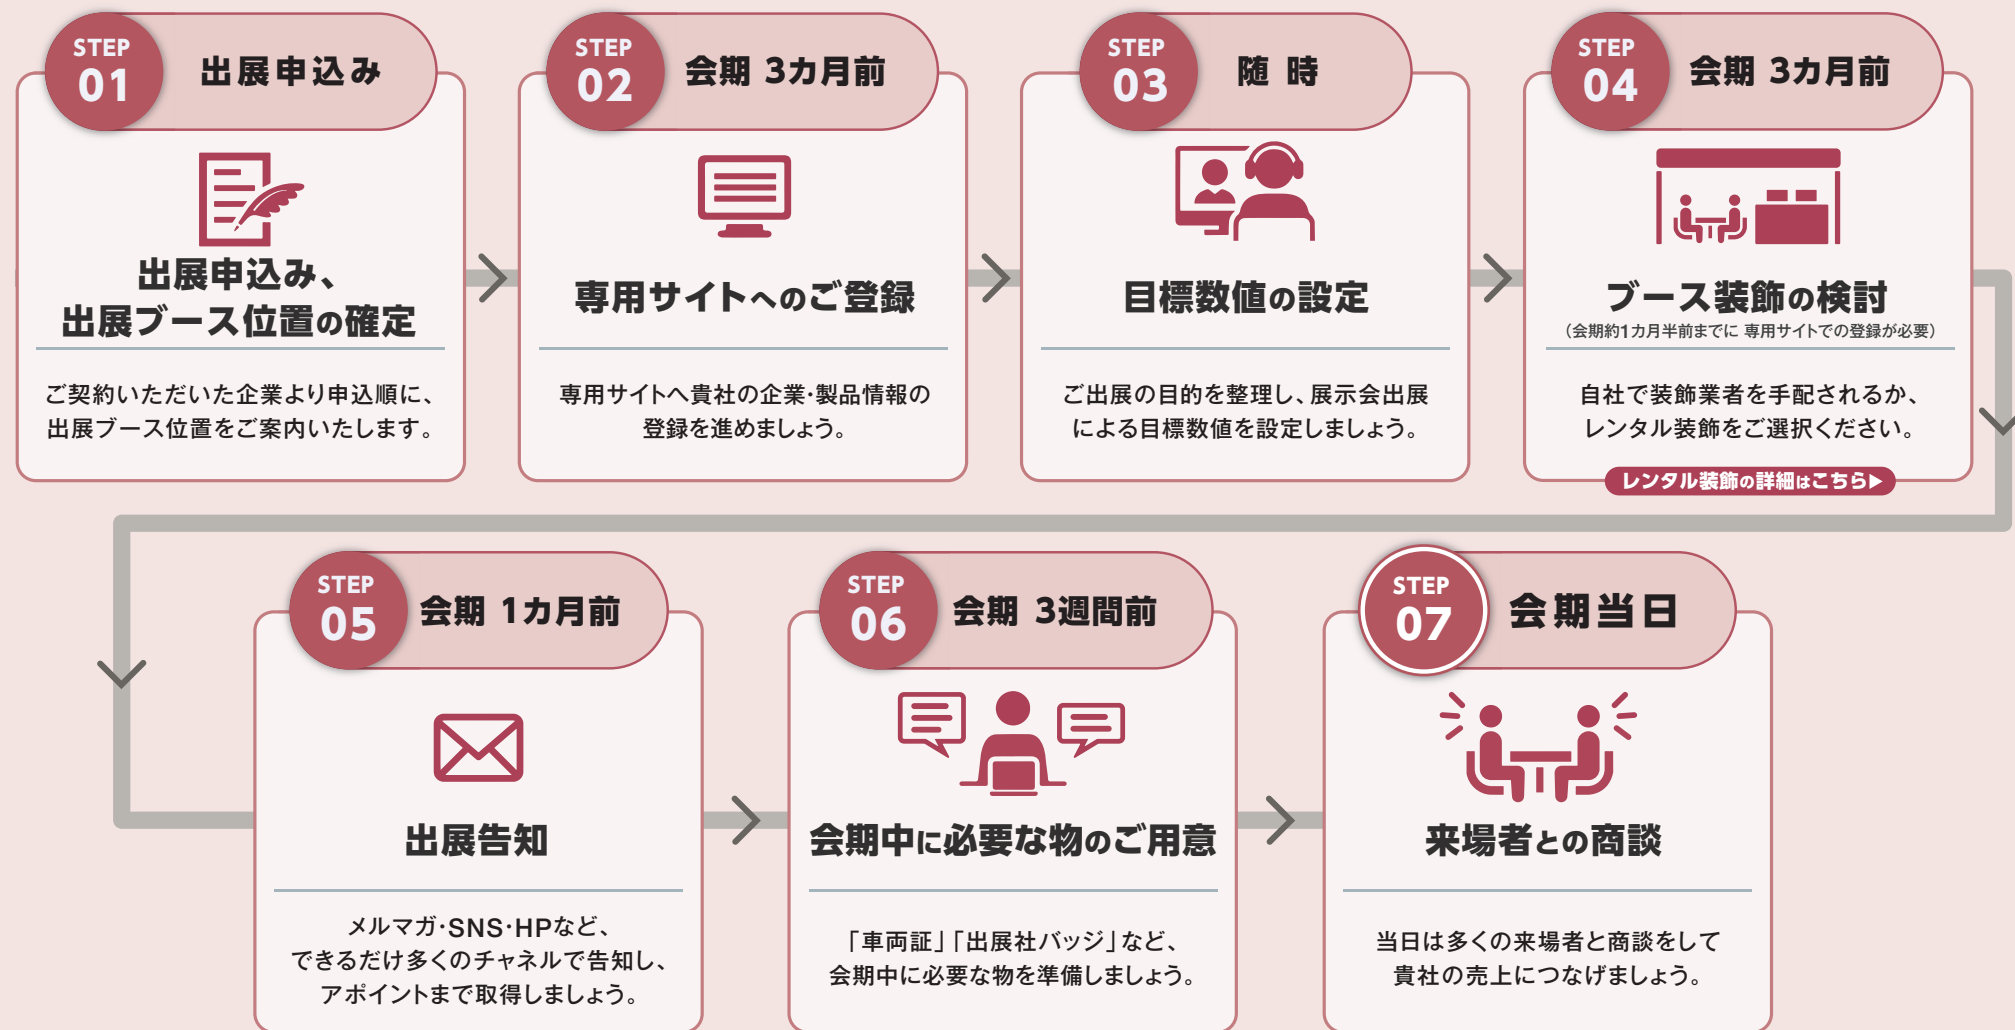 STEP
01
出展申込み
出展申込み、
出展ブース位置の確定
ご契約いただいた企業より申込順に、
出展ブース位置をご案内いたします。
STEP
02
会期 3カ月前
専用サイトへのご登録
専用サイトへ貴社の企業・製品情報の
登録を進めましょう。
STEP
03
随 時
目標数値の設定
ご出展の目的を整理し、展示会出展
による目標数値を設定しましょう。
STEP
04
会期 3カ月前
ブース装飾の検討
（会期約1カ月半前までに 専用サイトでの登録が必要）
自社で装飾業者を手配されるか、
レンタル装飾をご選択ください。
レンタル装飾の詳細はこちら▶
STEP
05
会期 1カ月前
出展告知
メルマガ・SNS・HPなど、
できるだけ多くのチャネルで告知し、
アポイントまで取得しましょう。
STEP
06
会期 3週間前
会期中に必要な物のご用意
「車両証」「出展社バッジ」など、
会期中に必要な物を準備しましょう。
STEP
07
会期当日
来場者との商談
当日は多くの来場者と商談をして
貴社の売上につなげましょう。